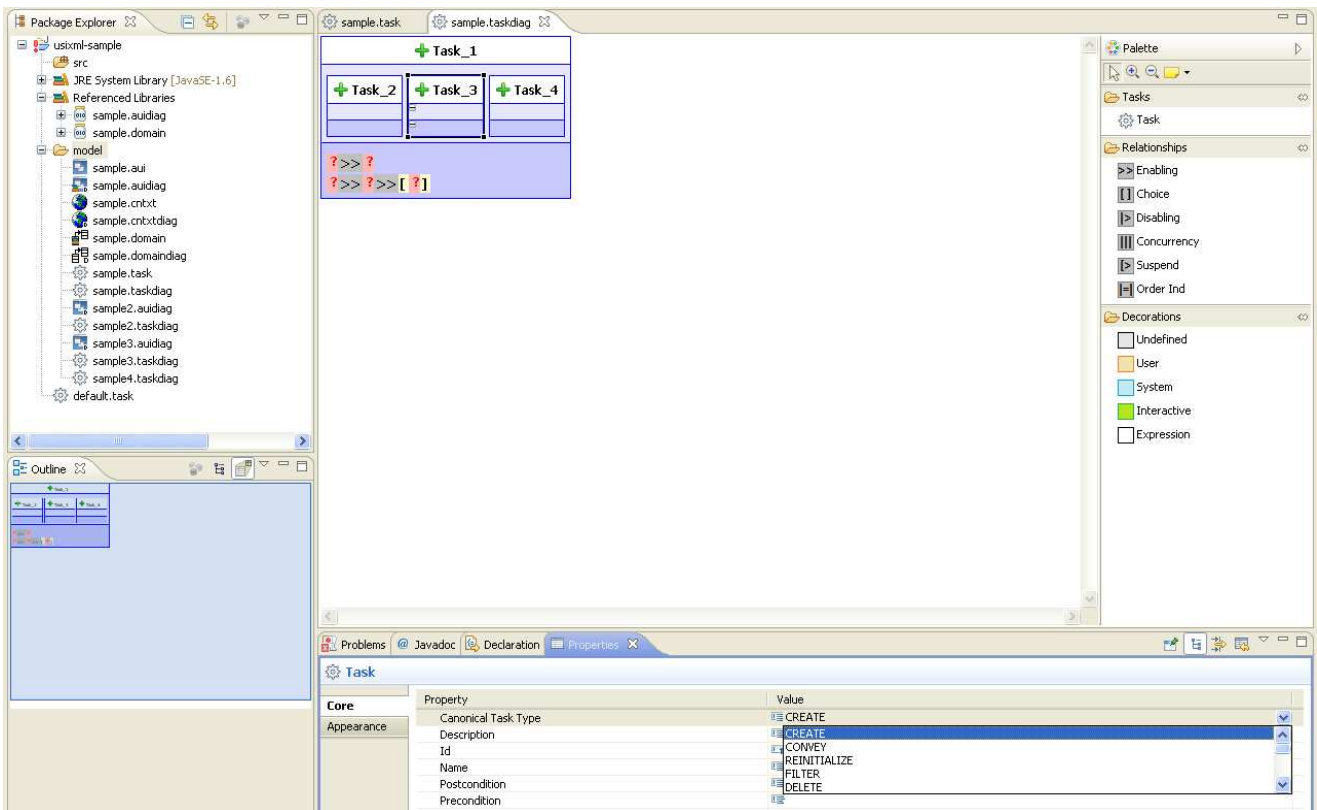 Package Explorer
usixml-sample
src
JRE System Library [JavaSE-1.6]
Referenced Libraries
sample.auidiag
sample.domain
model
sample.aui
sample.auidiag
sample.cntxt
sample.cntxtdiag
sample.domain
sample.domaindiag
sample.task
sample.taskdiag
sample2.auidiag
sample2.taskdiag
sample3.auidiag
sample3.taskdiag
sample4.taskdiag
default.task
Outline
sample.task
sample.taskdiag
Task_1
Task_2
Task_3
Task_4
?>> ?
?>> ?>>[ ?]
Palette
Tasks
Task
Relationships
>> Enabling
[] Choice
|> Disabling
||| Concurrency
[> Suspend
|=| Order Ind
Decorations
Undefined
User
System
Interactive
Expression
Problems
@ Javadoc
Declaration
Properties
Task
Core
Appearance
Property
Value
Canonical Task Type
CREATE
Description
Id
Name
Postcondition
Precondition
CREATE
CONVEY
REINITIALIZE
FILTER
DELETE